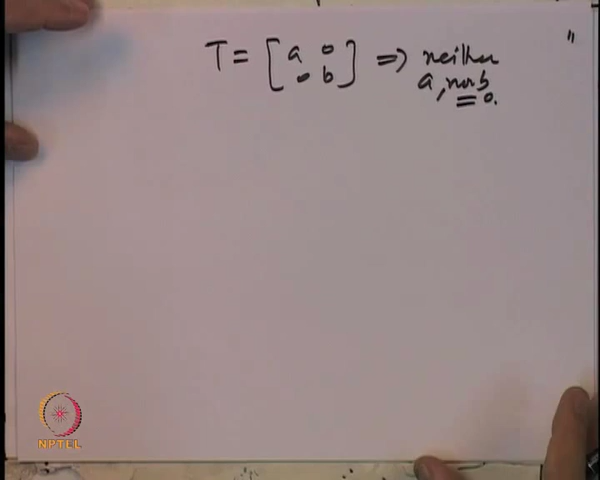 T = [ a 0 ] ⇒ neither
[ 0 b ] a, nor b
= 0.
"
NPTEL